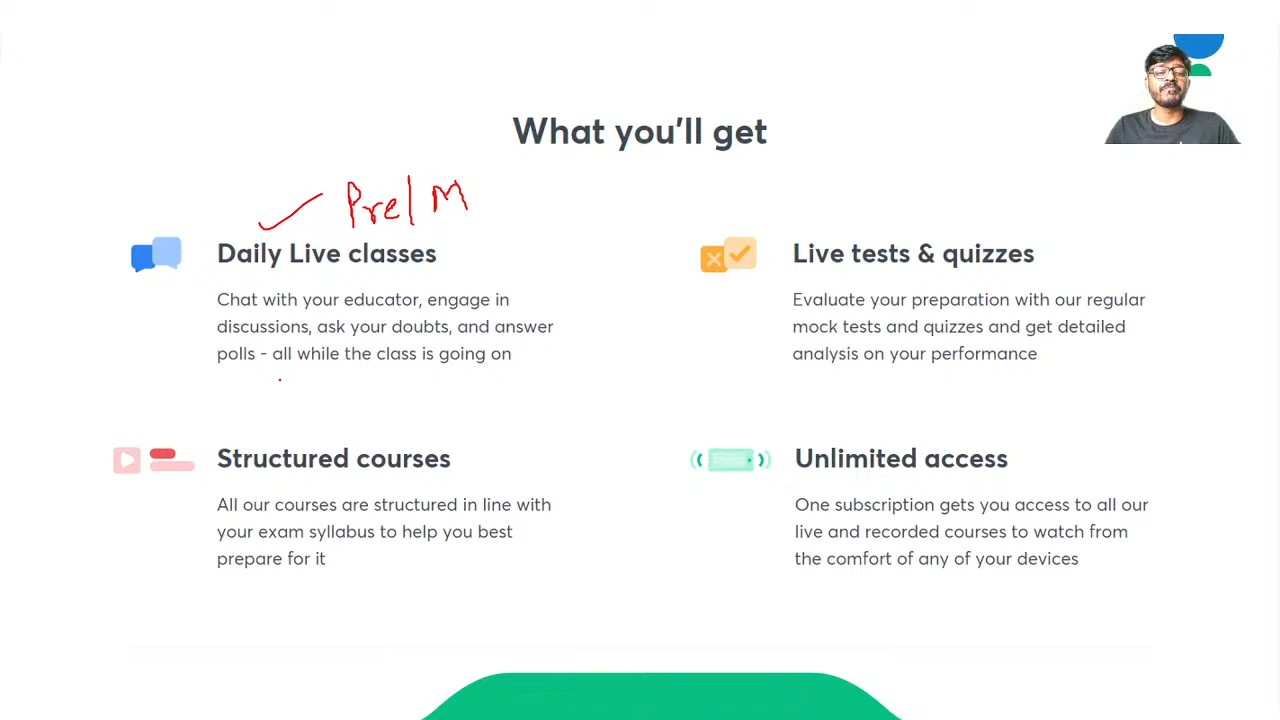 What you'll get
Pre/ M
Daily Live classes
Chat with your educator, engage in
discussions, ask your doubts, and answer
polls - all while the class is going on
Live tests & quizzes
Evaluate your preparation with our regular
mock tests and quizzes and get detailed
analysis on your performance
Structured courses
All our courses are structured in line with
your exam syllabus to help you best
prepare for it
Unlimited access
One subscription gets you access to all our
live and recorded courses to watch from
the comfort of any of your devices